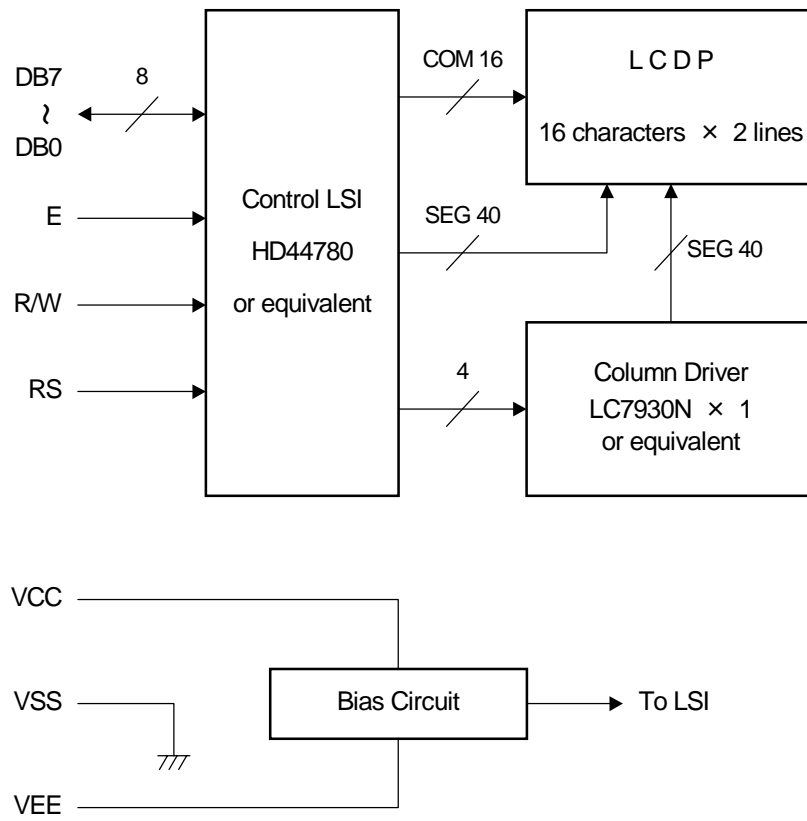 DB7
~
DB0
8
E
R/W
RS
Control LSI
HD44780
or equivalent
COM 16
SEG 40
4
L C D P
16 characters × 2 lines
SEG 40
Column Driver
LC7930N × 1
or equivalent
VCC
VSS
VEE
Bias Circuit
To LSI